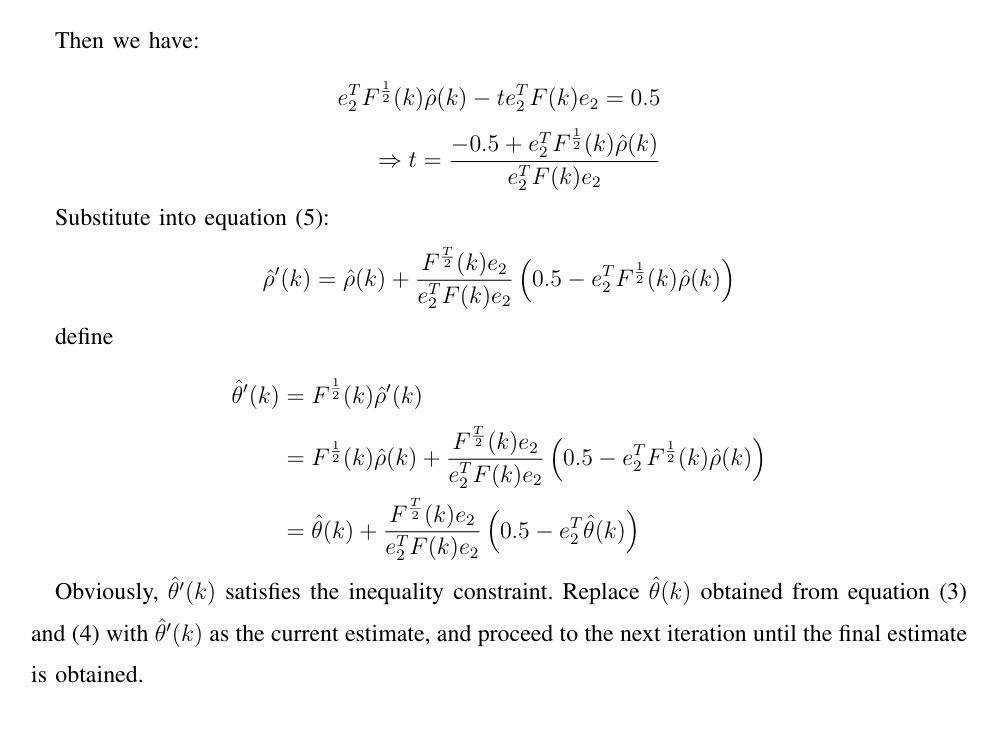 Then we have:
$e_2^T F^{\frac{1}{2}}(k)\hat{\rho}(k) - te_2^T F(k)e_2 = 0.5$
$\Rightarrow t = \frac{-0.5 + e_2^T F^{\frac{1}{2}}(k)\hat{\rho}(k)}{e_2^T F(k)e_2}$
Substitute into equation (5):
$\hat{\rho}'(k) = \hat{\rho}(k) + \frac{F^{\frac{T}{2}}(k)e_2}{e_2^T F(k)e_2}\left(0.5 - e_2^T F^{\frac{1}{2}}(k)\hat{\rho}(k)\right)$
define
$\hat{\theta}'(k) = F^{\frac{1}{2}}(k)\hat{\rho}'(k)$
$= F^{\frac{1}{2}}(k)\hat{\rho}(k) + \frac{F^{\frac{T}{2}}(k)e_2}{e_2^T F(k)e_2}\left(0.5 - e_2^T F^{\frac{1}{2}}(k)\hat{\rho}(k)\right)$
$= \hat{\theta}(k) + \frac{F^{\frac{T}{2}}(k)e_2}{e_2^T F(k)e_2}\left(0.5 - e_2^T \hat{\theta}(k)\right)$
Obviously, $\hat{\theta}'(k)$ satisfies the inequality constraint. Replace $\hat{\theta}(k)$ obtained from equation (3)
and (4) with $\hat{\theta}'(k)$ as the current estimate, and proceed to the next iteration until the final estimate
is obtained.